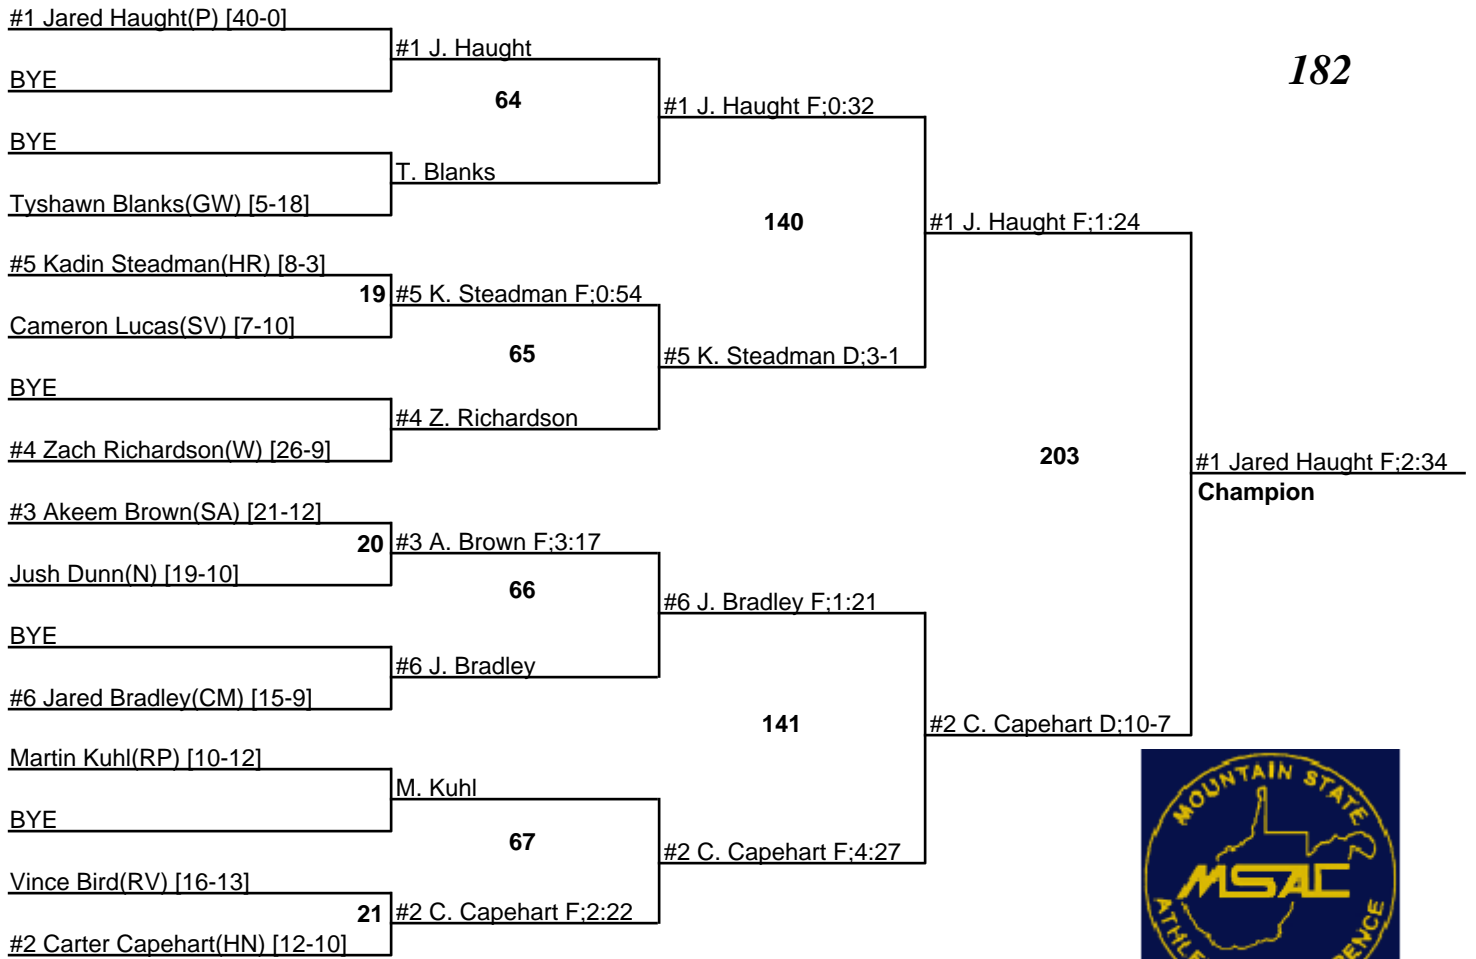 #1 Jared Haught(P) [40-0]
BYE
BYE
Tyshawn Blanks(GW) [5-18]
#5 Kadin Steadman(HR) [8-3]
Cameron Lucas(SV) [7-10]
BYE
#4 Zach Richardson(W) [26-9]
#3 Akeem Brown(SA) [21-12]
Jush Dunn(N) [19-10]
BYE
#6 Jared Bradley(CM) [15-9]
Martin Kuhl(RP) [10-12]
BYE
Vince Bird(RV) [16-13]
#2 Carter Capehart(HN) [12-10]
#1 J. Haught
64
T. Blanks
19 #5 K. Steadman F;0:54
65
#4 Z. Richardson
20 #3 A. Brown F;3:17
66
#6 J. Bradley
M. Kuhl
67
21 #2 C. Capehart F;2:22
#1 J. Haught F;0:32
140
#5 K. Steadman D;3-1
#6 J. Bradley F;1:21
141
#2 C. Capehart F;4:27
#1 J. Haught F;1:24
203
#2 C. Capehart D;10-7
182
#1 Jared Haught F;2:34
Champion
MOUNTAIN STATE
MSAC